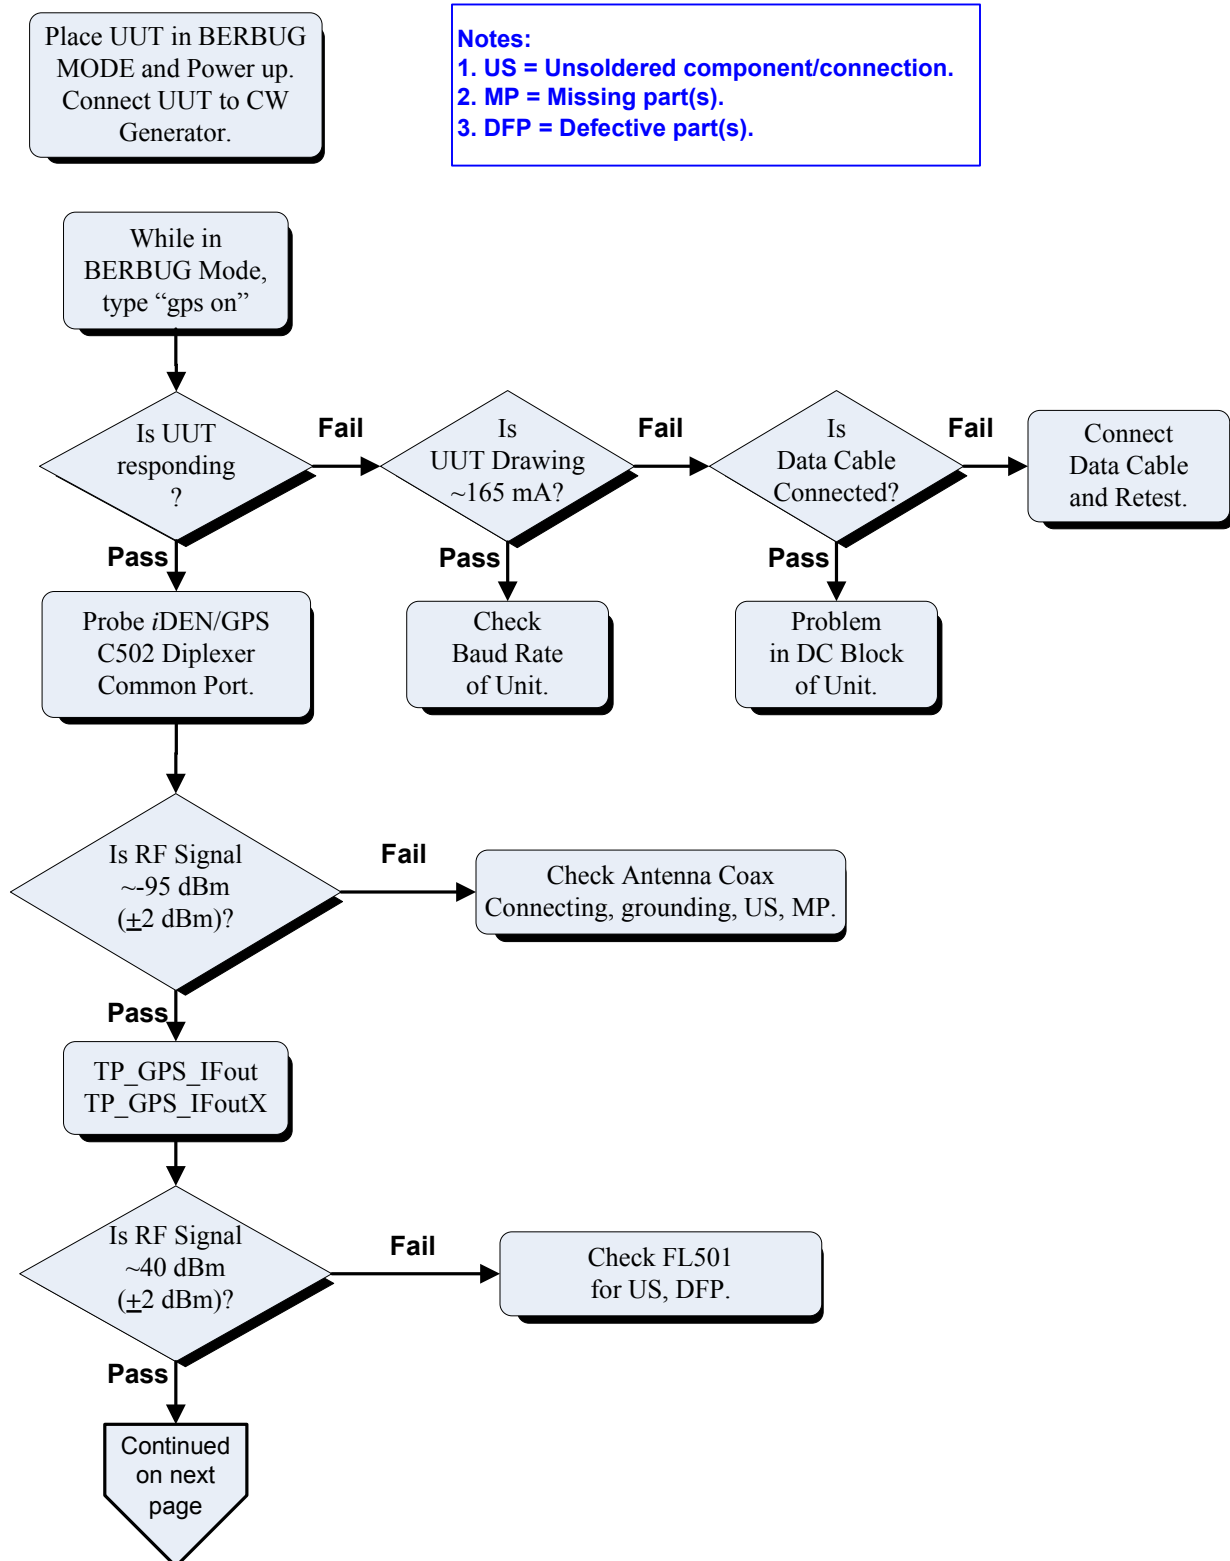 Place UUT in BERBUG
MODE and Power up.
Connect UUT to CW
Generator.
Notes:
1. US = Unsoldered component/connection.
2. MP = Missing part(s).
3. DFP = Defective part(s).
While in
BERBUG Mode,
type “gps on”
Is UUT
responding
?
Fail
Is
UUT Drawing
~165 mA?
Fail
Is
Data Cable
Connected?
Fail
Connect
Data Cable
and Retest.
Pass
Pass
Pass
Probe iDEN/GPS
C502 Diplexer
Common Port.
Check
Baud Rate
of Unit.
Problem
in DC Block
of Unit.
Is RF Signal
~-95 dBm
(±2 dBm)?
Fail
Check Antenna Coax
Connecting, grounding, US, MP.
Pass
TP_GPS_IFout
TP_GPS_IFoutX
Is RF Signal
~40 dBm
(±2 dBm)?
Fail
Check FL501
for US, DFP.
Pass
Continued
on next
page